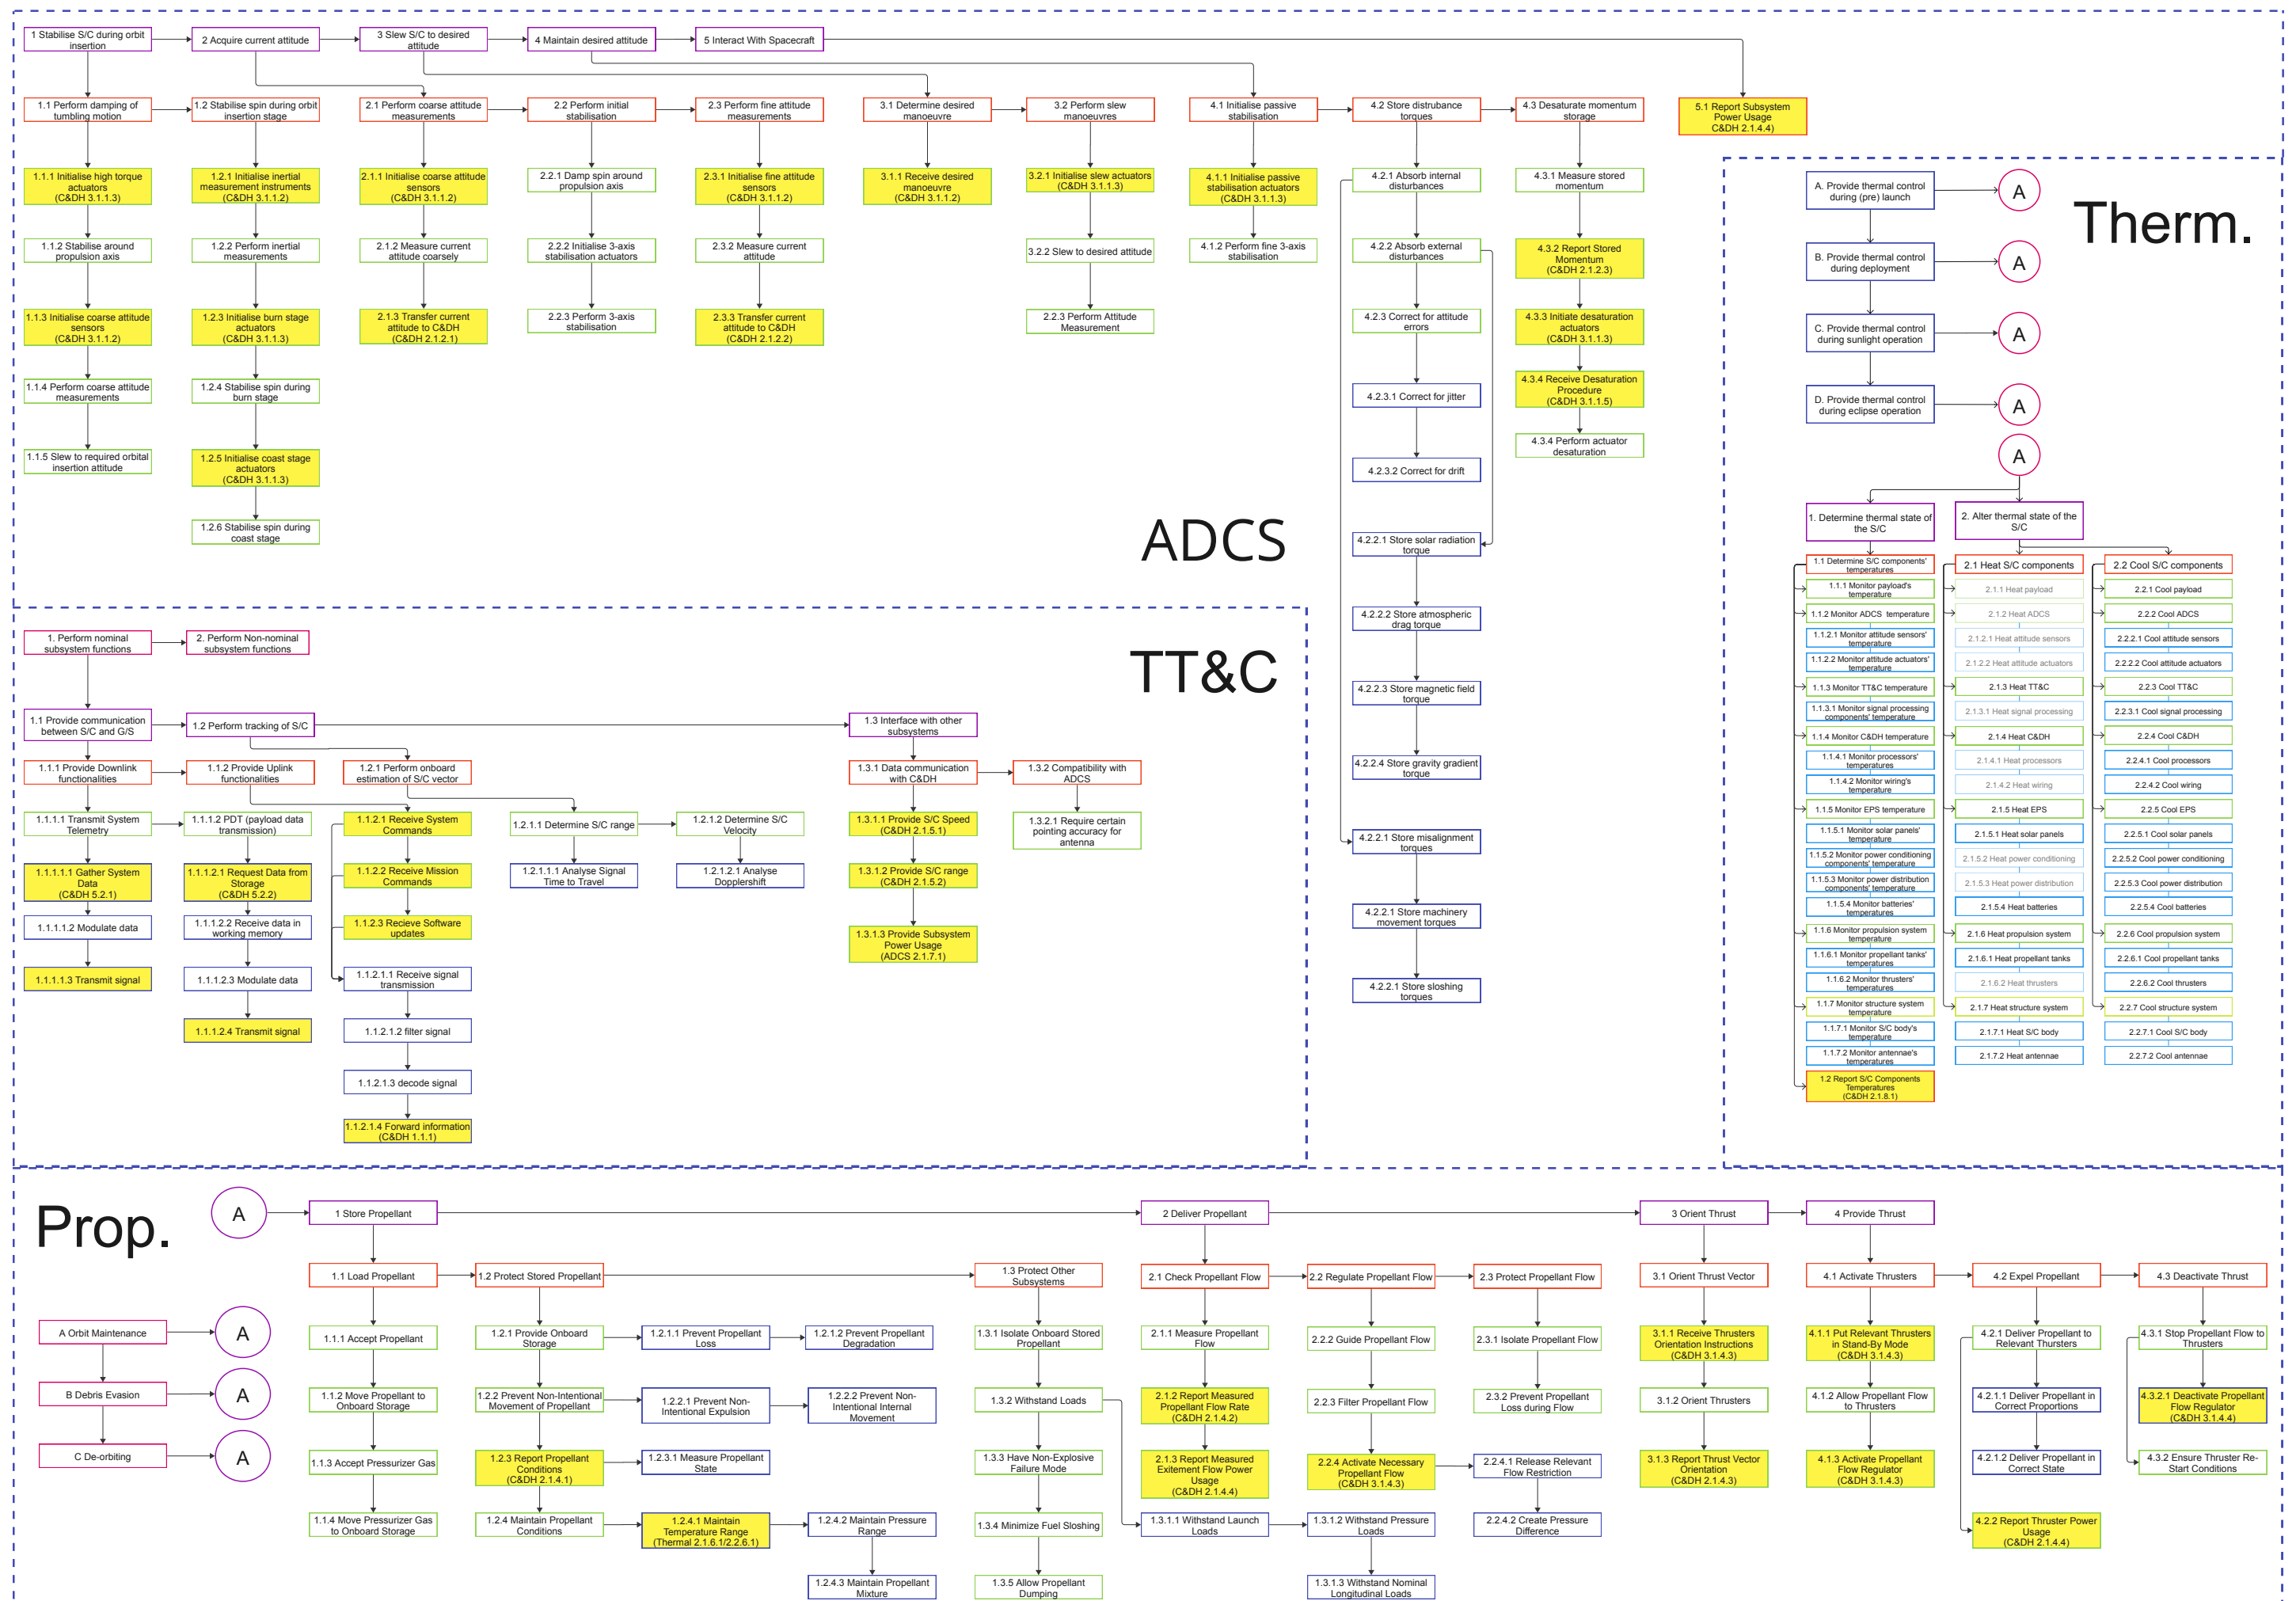 1 Stabilise S/C during orbit
insertion
2 Acquire current attitude
3 Slew S/C to desired
attitude
4 Maintain desired attitude
5 Interact With Spacecraft
1.1 Perform damping of
tumbling motion
1.2 Stabilise spin during orbit
insertion stage
2.1 Perform coarse attitude
measurements
2.2 Perform initial
stabilisation
2.3 Perform fine attitude
measurements
3.1 Determine desired
manoeuvre
3.2 Perform slew
manoeuvres
4.1 Initialise passive
stabilisation
4.2 Store distrubance
torques
4.3 Desaturate momentum
storage
5.1 Report Subsystem
Power Usage
C&DH 2.1.4.4)
1.1.1 Initialise high torque
actuators
(C&DH 3.1.1.3)
1.1.2 Stabilise around
propulsion axis
1.1.3 Initialise coarse attitude
sensors
(C&DH 3.1.1.2)
1.1.4 Perform coarse attitude
measurements
1.1.5 Slew to required orbital
insertion attitude
1.2.1 Initialise inertial
measurement instruments
(C&DH 3.1.1.2)
1.2.2 Perform inertial
measurements
1.2.3 Initialise burn stage
actuators
(C&DH 3.1.1.3)
1.2.4 Stabilise spin during
burn stage
1.2.5 Initialise coast stage
actuators
(C&DH 3.1.1.3)
1.2.6 Stabilise spin during
coast stage
2.1.1 Initialise coarse attitude
sensors
(C&DH 3.1.1.2)
2.1.2 Measure current
attitude coarsely
2.1.3 Transfer current
attitude to C&DH
(C&DH 2.1.2.1)
2.2.1 Damp spin around
propulsion axis
2.2.2 Initialise 3-axis
stabilisation actuators
2.2.3 Perform 3-axis
stabilisation
2.3.1 Initialise fine attitude
sensors
(C&DH 3.1.1.2)
2.3.2 Measure current
attitude
2.3.3 Transfer current
attitude to C&DH
(C&DH 2.1.2.2)
3.1.1 Receive desired
manoeuvre
(C&DH 3.1.1.2)
3.2.1 Initialise slew actuators
(C&DH 3.1.1.3)
3.2.2 Slew to desired attitude
2.2.3 Perform Attitude
Measurement
4.1.1 Initialise passive
stabilisation actuators
(C&DH 3.1.1.3)
4.1.2 Perform fine 3-axis
stabilisation
4.2.1 Absorb internal
disturbances
4.2.2 Absorb external
disturbances
4.2.3 Correct for attitude
errors
4.2.3.1 Correct for jitter
4.2.3.2 Correct for drift
4.2.2.1 Store solar radiation
torque
4.2.2.2 Store atmospheric
drag torque
4.2.2.3 Store magnetic field
torque
4.2.2.4 Store gravity gradient
torque
4.2.2.1 Store misalignment
torques
4.2.2.1 Store machinery
movement torques
4.2.2.1 Store sloshing
torques
4.3.1 Measure stored
momentum
4.3.2 Report Stored
Momentum
(C&DH 2.1.2.3)
4.3.3 Initiate desaturation
actuators
(C&DH 3.1.1.3)
4.3.4 Receive Desaturation
Procedure
(C&DH 3.1.1.5)
4.3.4 Perform actuator
desaturation
ADCS
Therm.
A. Provide thermal control
during (pre) launch
A
B. Provide thermal control
during deployment
A
C. Provide thermal control
during sunlight operation
A
D. Provide thermal control
during eclipse operation
A
A
1. Determine thermal state of
the S/C
2. Alter thermal state of the
S/C
1.1 Determine S/C components'
temperatures
1.1.1 Monitor payload's
temperature
1.1.2 Monitor ADCS temperature
1.1.2.1 Monitor attitude sensors'
temperature
1.1.2.2 Monitor attitude actuators'
temperature
1.1.3 Monitor TT&C temperature
1.1.3.1 Monitor signal processing
components' temperature
1.1.4 Monitor C&DH temperature
1.1.4.1 Monitor processors'
temperatures
1.1.4.2 Monitor wiring's
temperature
1.1.5 Monitor EPS temperature
1.1.5.1 Monitor solar panels'
temperature
1.1.5.2 Monitor power conditioning
components' temperature
1.1.5.3 Monitor power distribution
components' temperature
1.1.5.4 Monitor batteries'
temperatures
1.1.6 Monitor propulsion system
temperature
1.1.6.1 Monitor propellant tanks'
temperatures
1.1.6.2 Monitor thrusters'
temperatures
1.1.7 Monitor structure system
temperature
1.1.7.1 Monitor S/C body's
temperature
1.1.7.2 Monitor antennae's
temperatures
1.2 Report S/C Components
Temperatures
(C&DH 2.1.8.1)
2.1 Heat S/C components
2.1.1 Heat payload
2.1.2 Heat ADCS
2.1.2.1 Heat attitude sensors
2.1.2.2 Heat attitude actuators
2.1.3 Heat TT&C
2.1.3.1 Heat signal processing
2.1.4 Heat C&DH
2.1.4.1 Heat processors
2.1.4.2 Heat wiring
2.1.5 Heat EPS
2.1.5.1 Heat solar panels
2.1.5.2 Heat power conditioning
2.1.5.3 Heat power distribution
2.1.5.4 Heat batteries
2.1.6 Heat propulsion system
2.1.6.1 Heat propellant tanks
2.1.6.2 Heat thrusters
2.1.7 Heat structure system
2.1.7.1 Heat S/C body
2.1.7.2 Heat antennae
2.2 Cool S/C components
2.2.1 Cool payload
2.2.2 Cool ADCS
2.2.2.1 Cool attitude sensors
2.2.2.2 Cool attitude actuators
2.2.3 Cool TT&C
2.2.3.1 Cool signal processing
2.2.4 Cool C&DH
2.2.4.1 Cool processors
2.2.4.2 Cool wiring
2.2.5 Cool EPS
2.2.5.1 Cool solar panels
2.2.5.2 Cool power conditioning
2.2.5.3 Cool power distribution
2.2.5.4 Cool batteries
2.2.6 Cool propulsion system
2.2.6.1 Cool propellant tanks
2.2.6.2 Cool thrusters
2.2.7 Cool structure system
2.2.7.1 Cool S/C body
2.2.7.2 Cool antennae
TT&C
1. Perform nominal
subsystem functions
2. Perform Non-nominal
subsystem functions
1.1 Provide communication
between S/C and G/S
1.2 Perform tracking of S/C
1.3 Interface with other
subsystems
1.1.1 Provide Downlink
functionalities
1.1.2 Provide Uplink
functionalities
1.2.1 Perform onboard
estimation of S/C vector
1.3.1 Data communication
with C&DH
1.3.2 Compatibility with
ADCS
1.1.1.1 Transmit System
Telemetry
1.1.1.1.1 Gather System
Data
(C&DH 5.2.1)
1.1.1.1.2 Modulate data
1.1.1.1.3 Transmit signal
1.1.1.2 PDT (payload data
transmission)
1.1.1.2.1 Request Data from
Storage
(C&DH 5.2.2)
1.1.1.2.2 Receive data in
working memory
1.1.1.2.3 Modulate data
1.1.1.2.4 Transmit signal
1.1.2.1 Receive System
Commands
1.1.2.2 Receive Mission
Commands
1.1.2.3 Recieve Software
updates
1.1.2.1.1 Receive signal
transmission
1.1.2.1.2 filter signal
1.1.2.1.3 decode signal
1.1.2.1.4 Forward information
(C&DH 1.1.1)
1.2.1.1 Determine S/C range
1.2.1.1.1 Analyse Signal
Time to Travel
1.2.1.2 Determine S/C
Velocity
1.2.1.2.1 Analyse
Dopplershift
1.3.1.1 Provide S/C Speed
(C&DH 2.1.5.1)
1.3.1.2 Provide S/C range
(C&DH 2.1.5.2)
1.3.1.3 Provide Subsystem
Power Usage
(ADCS 2.1.7.1)
1.3.2.1 Require certain
pointing accuracy for
antenna
Prop.
A
1 Store Propellant
2 Deliver Propellant
3 Orient Thrust
4 Provide Thrust
A Orbit Maintenance
A
B Debris Evasion
A
C De-orbiting
A
1.1 Load Propellant
1.2 Protect Stored Propellant
1.3 Protect Other
Subsystems
2.1 Check Propellant Flow
2.2 Regulate Propellant Flow
2.3 Protect Propellant Flow
3.1 Orient Thrust Vector
4.1 Activate Thrusters
4.2 Expel Propellant
4.3 Deactivate Thrust
1.1.1 Accept Propellant
1.1.2 Move Propellant to
Onboard Storage
1.1.3 Accept Pressurizer Gas
1.1.4 Move Pressurizer Gas
to Onboard Storage
1.2.1 Provide Onboard
Storage
1.2.1.1 Prevent Propellant
Loss
1.2.1.2 Prevent Propellant
Degradation
1.2.2 Prevent Non-Intentional
Movement of Propellant
1.2.2.1 Prevent Non-
Intentional Expulsion
1.2.2.2 Prevent Non-
Intentional Internal
Movement
1.2.3 Report Propellant
Conditions
(C&DH 2.1.4.1)
1.2.3.1 Measure Propellant
State
1.2.4 Maintain Propellant
Conditions
1.2.4.1 Maintain
Temperature Range
(Thermal 2.1.6.1/2.2.6.1)
1.2.4.2 Maintain Pressure
Range
1.2.4.3 Maintain Propellant
Mixture
1.3.1 Isolate Onboard Stored
Propellant
1.3.2 Withstand Loads
1.3.3 Have Non-Explosive
Failure Mode
1.3.4 Minimize Fuel Sloshing
1.3.5 Allow Propellant
Dumping
1.3.1.1 Withstand Launch
Loads
1.3.1.2 Withstand Pressure
Loads
1.3.1.3 Withstand Nominal
Longitudinal Loads
2.1.1 Measure Propellant
Flow
2.1.2 Report Measured
Propellant Flow Rate
(C&DH 2.1.4.2)
2.1.3 Report Measured
Exitement Flow Power
Usage
(C&DH 2.1.4.4)
2.2.2 Guide Propellant Flow
2.2.3 Filter Propellant Flow
2.2.4 Activate Necessary
Propellant Flow
(C&DH 3.1.4.3)
2.2.4.1 Release Relevant
Flow Restriction
2.2.4.2 Create Pressure
Difference
2.3.1 Isolate Propellant Flow
2.3.2 Prevent Propellant
Loss during Flow
3.1.1 Receive Thrusters
Orientation Instructions
(C&DH 3.1.4.3)
3.1.2 Orient Thrusters
3.1.3 Report Thrust Vector
Orientation
(C&DH 2.1.4.3)
4.1.1 Put Relevant Thrusters
in Stand-By Mode
(C&DH 3.1.4.3)
4.1.2 Allow Propellant Flow
to Thrusters
4.1.3 Activate Propellant
Flow Regulator
(C&DH 3.1.4.3)
4.2.1 Deliver Propellant to
Relevant Thursters
4.2.1.1 Deliver Propellant in
Correct Proportions
4.2.1.2 Deliver Propellant in
Correct State
4.2.2 Report Thruster Power
Usage
(C&DH 2.1.4.4)
4.3.1 Stop Propellant Flow to
Thrusters
4.3.2.1 Deactivate Propellant
Flow Regulator
(C&DH 3.1.4.4)
4.3.2 Ensure Thruster Re-
Start Conditions